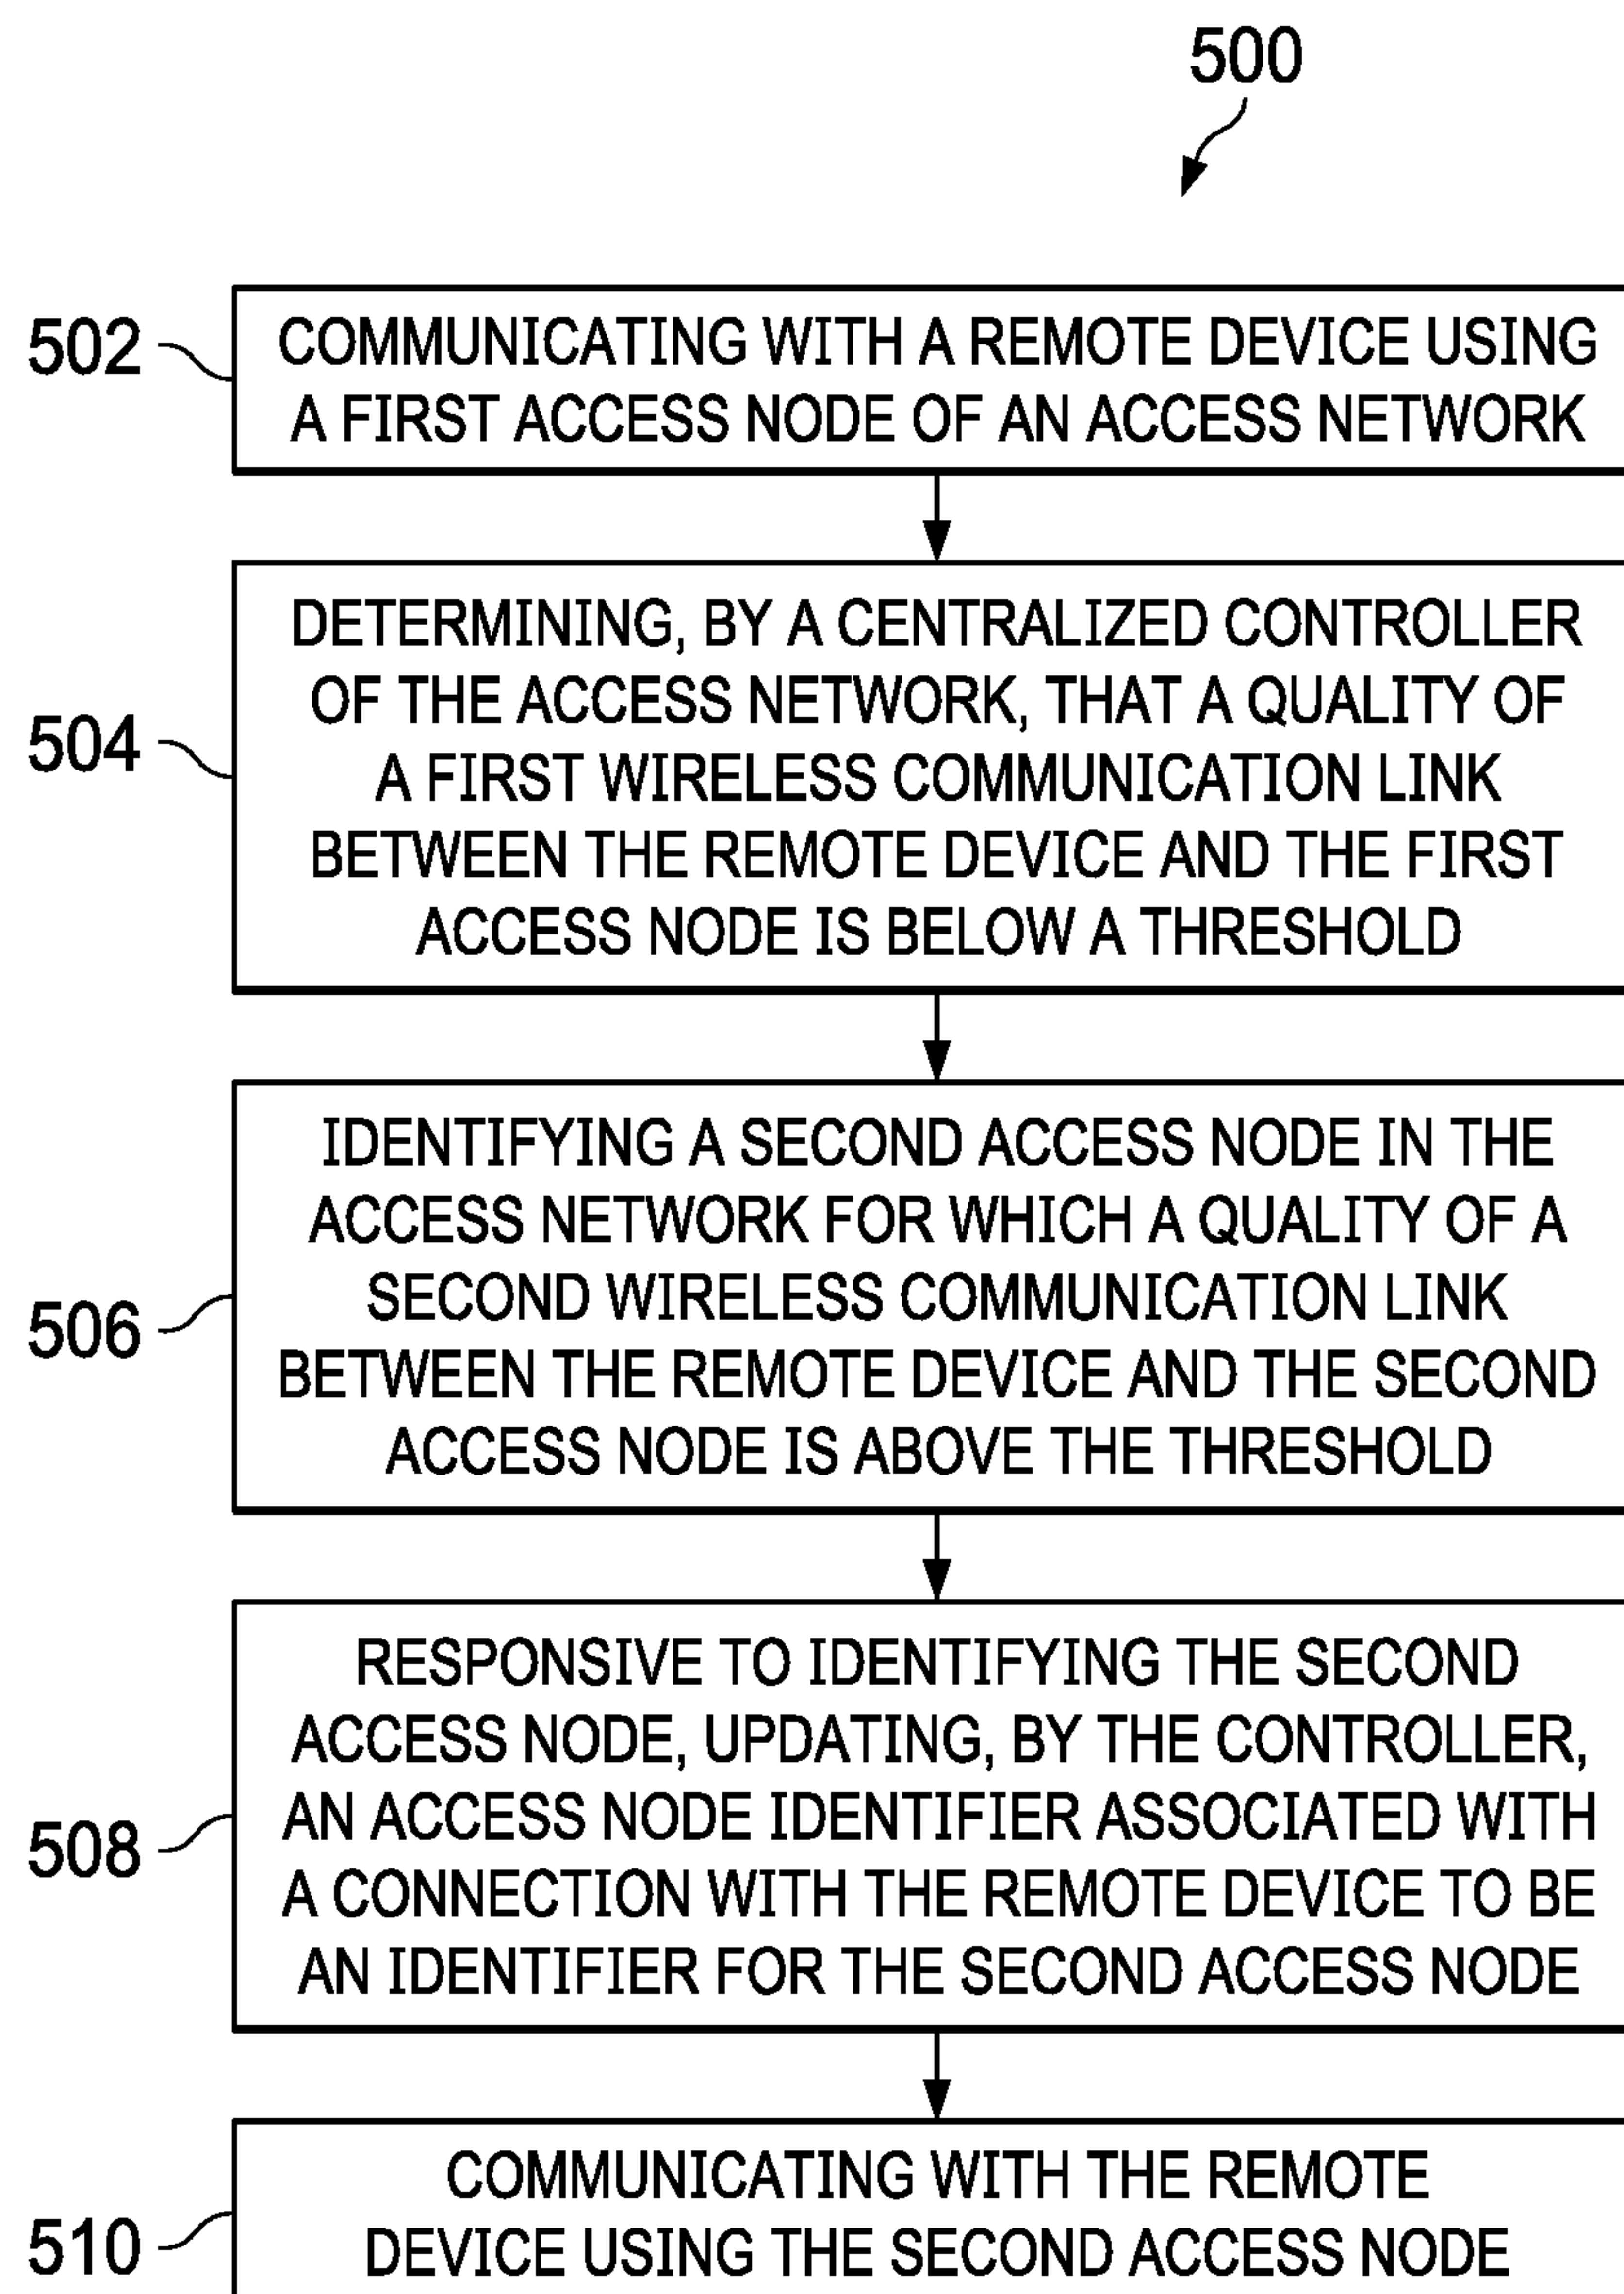 500
502
COMMUNICATING WITH A REMOTE DEVICE USING
A FIRST ACCESS NODE OF AN ACCESS NETWORK
504
DETERMINING, BY A CENTRALIZED CONTROLLER
OF THE ACCESS NETWORK, THAT A QUALITY OF
A FIRST WIRELESS COMMUNICATION LINK
BETWEEN THE REMOTE DEVICE AND THE FIRST
ACCESS NODE IS BELOW A THRESHOLD
506
IDENTIFYING A SECOND ACCESS NODE IN THE
ACCESS NETWORK FOR WHICH A QUALITY OF A
SECOND WIRELESS COMMUNICATION LINK
BETWEEN THE REMOTE DEVICE AND THE SECOND
ACCESS NODE IS ABOVE THE THRESHOLD
508
RESPONSIVE TO IDENTIFYING THE SECOND
ACCESS NODE, UPDATING, BY THE CONTROLLER,
AN ACCESS NODE IDENTIFIER ASSOCIATED WITH
A CONNECTION WITH THE REMOTE DEVICE TO BE
AN IDENTIFIER FOR THE SECOND ACCESS NODE
510
COMMUNICATING WITH THE REMOTE
DEVICE USING THE SECOND ACCESS NODE